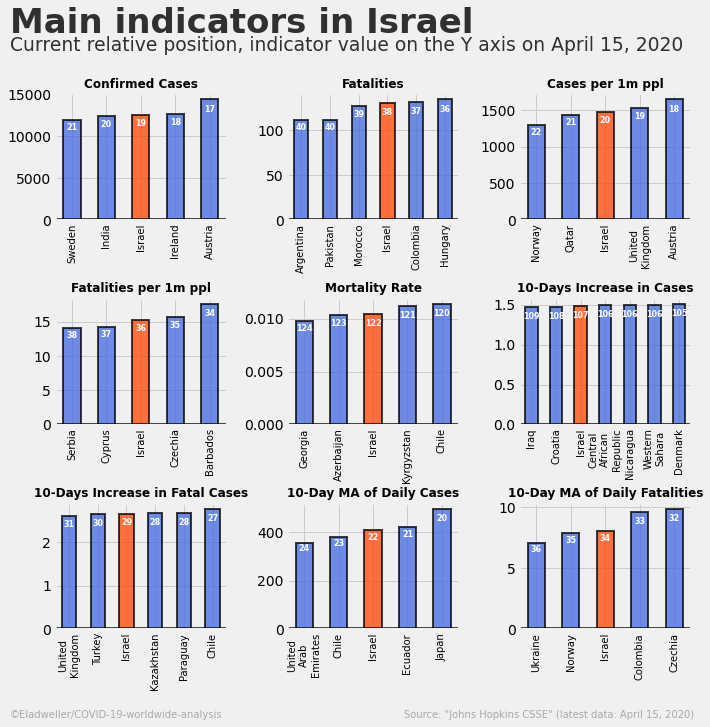 Main indicators in Israel
Current relative position, indicator value on the Y axis on April 15, 2020
Confirmed Cases
15000
10000
5000
0
21 20 19 18 17
Sweden India Israel Ireland Austria
Fatalities
100
50
0
40 40 39 38 37 36
Argentina Pakistan Morocco Israel Colombia Hungary
Cases per 1m ppl
1500
1000
500
0
22 21 20 19 18
Norway Qatar Israel United Kingdom Austria
Fatalities per 1m ppl
15
10
5
0
38 37 36 35 34
Serbia Cyprus Israel Czechia Barbados
Mortality Rate
0.010
0.005
0.000
124 123 122 121 120
Georgia Azerbaijan Israel Kyrgyzstan Chile
10-Days Increase in Cases
1.5
1.0
0.5
0.0
109 108 107 106 106 106 105
Iraq Croatia Israel Central African Republic Nicaragua Western Sahara Denmark
10-Days Increase in Fatal Cases
2
1
0
31 30 29 28 28 27
United Kingdom Turkey Israel Kazakhstan Paraguay Chile
10-Day MA of Daily Cases
400
200
0
24 23 22 21 20
United Arab Emirates Chile Israel Ecuador Japan
10-Day MA of Daily Fatalities
10
5
0
36 35 34 33 32
Ukraine Norway Israel Colombia Czechia
©Eladweller/COVID-19-worldwide-analysis
Source: "Johns Hopkins CSSE" (latest data: April 15, 2020)